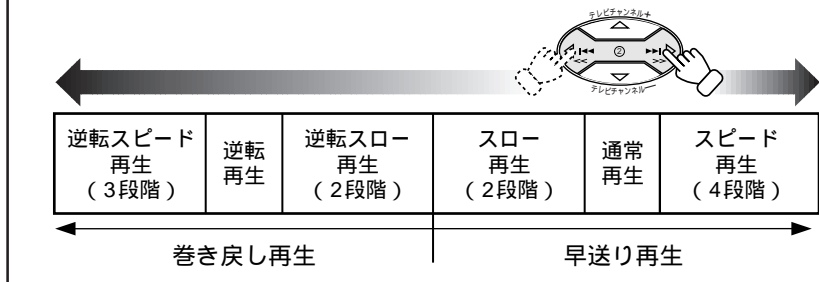 テレビチャンネル+
I◀◀ ② ▶▶I
<< >>
テレビチャンネルー
逆転スピード
再生
(3段階)
逆転
再生
逆転スロー
再生
(2段階)
スロー
再生
(2段階)
通常
再生
スピード
再生
(4段階)
巻き戻し再生
早送り再生